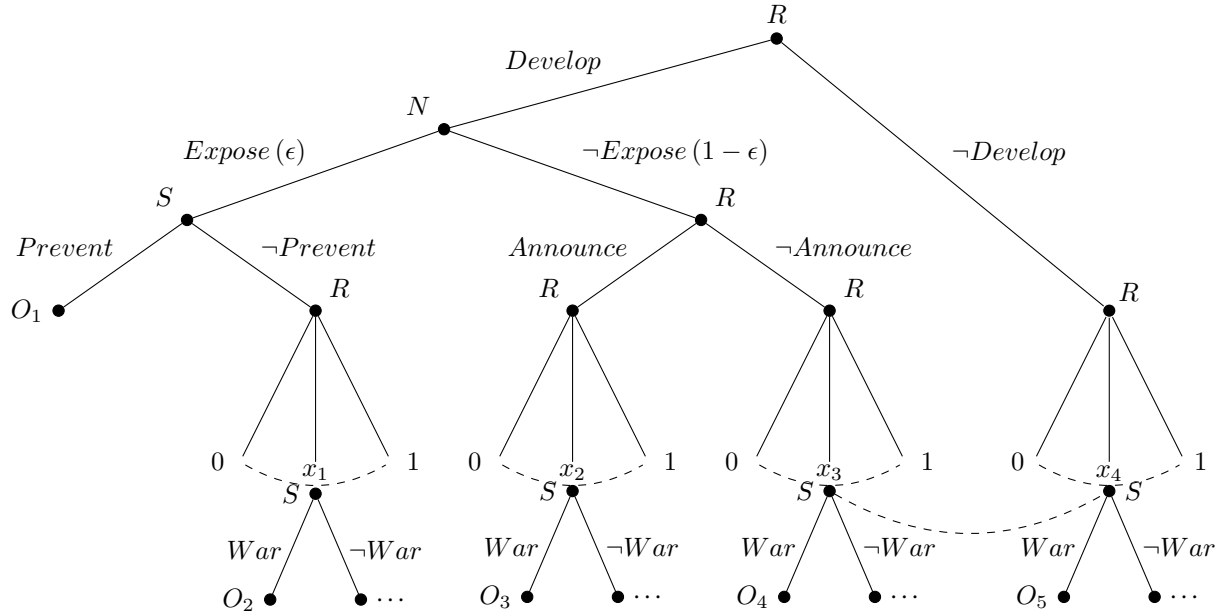 R
Develop
N
Expose (ϵ)
¬Expose (1 − ϵ)
¬Develop
S
R
Prevent
¬Prevent
Announce
¬Announce
O₁
R
R
R
R
0
x₁
1
0
x₂
1
0
x₃
1
0
x₄
1
S
S
S
S
War
¬War
War
¬War
War
¬War
War
¬War
O₂
⋯
O₃
⋯
O₄
⋯
O₅
⋯